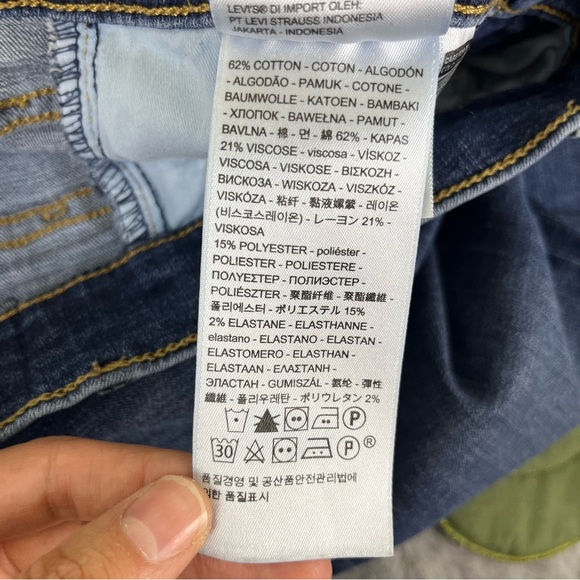 LEVI'S® DI IMPORT OLEH:
PT LEVI STRAUSS INDONESIA
JAKARTA - INDONESIA
62% COTTON - COTON - ALGODÓN
- ALGODÃO - PAMUK - COTONE -
BAUMWOLLE - KATOEN - BAMBAKI
- ХЛОПОК - BAWEŁNA - PAMUT -
BAVLNA - 棉 - 면 - 綿 62% - KAPAS
21% VISCOSE - viscosa - VÍSKOZ -
VISCOSA - VISKOSE - ΒΙΣΚΟΖΗ -
ВИСКОЗА - WISKOZA - VISZKÓZ -
VISKÓZA - 粘纤 - 黏液嫘縈 - 레이온
(비스코스레이온) - レーヨン 21% -
VISKOSA
15% POLYESTER - poliéster -
POLIESTER - POLIESTERE -
ПОЛУЕΣТЕР - ПОЛИЭСТЕР -
POLIÉSZTER - 聚酯纤维 - 聚酯纖維 -
폴리에스터 - ポリエステル 15%
2% ELASTANE - ELASTHANNE -
elastano - ELASTANO - ELASTAN -
ELASTOMERO - ELASTHAN -
ELASTAAN - ΕΛΑΣΤΑΝΗ -
ЭЛАСТАН - GUMISZÁL - 氨纶 - 彈性
纖維 - 폴리우레탄 - ポリウレタン 2%
P
30 P ®
품질경영 및 공산품안전관리법에
의한 품질표시